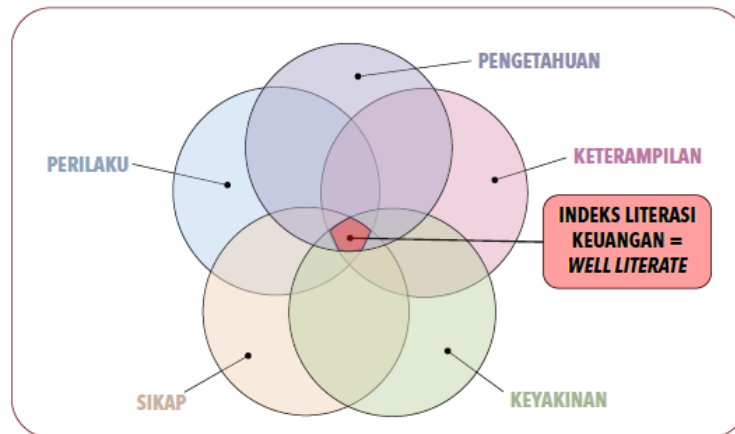 PENGETAHUAN
PERILAKU
KETERAMPILAN
INDEKS LITERASI
KEUANGAN =
WELL LITERATE
SIKAP
KEYAKINAN